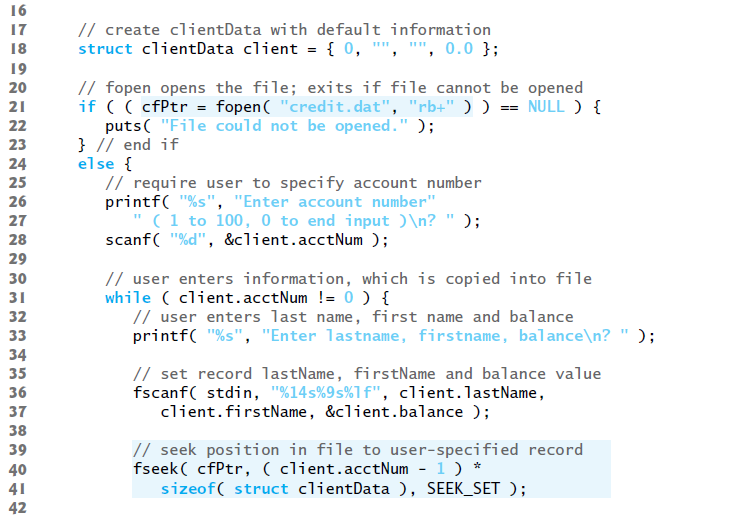 16
17 // create clientData with default information
18 struct clientData client = { 0, "", "", 0.0 };
19
20 // fopen opens the file; exits if file cannot be opened
21 if ( ( cfPtr = fopen( "credit.dat", "rb+" ) ) == NULL ) {
22 puts( "File could not be opened." );
23 } // end if
24 else {
25 // require user to specify account number
26 printf( "%s", "Enter account number"
27 " ( 1 to 100, 0 to end input )\n? " );
28 scanf( "%d", &client.acctNum );
29
30 // user enters information, which is copied into file
31 while ( client.acctNum != 0 ) {
32 // user enters last name, first name and balance
33 printf( "%s", "Enter lastname, firstname, balance\n? " );
34
35 // set record lastName, firstName and balance value
36 fscanf( stdin, "%14s%9s%lf", client.lastName,
37 client.firstName, &client.balance );
38
39 // seek position in file to user-specified record
40 fseek( cfPtr, ( client.acctNum - 1 ) *
41 sizeof( struct clientData ), SEEK_SET );
42